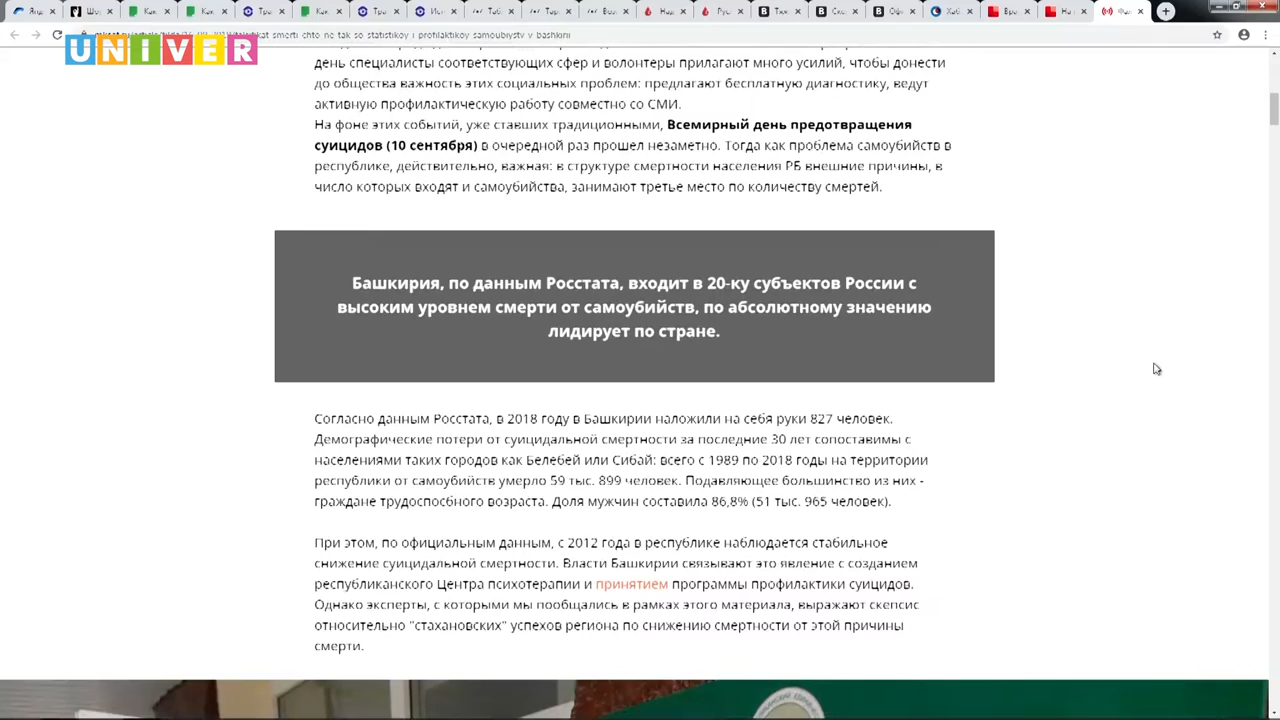 UNIVER
день специалисты соответствующих сфер и волонтеры прилагают много усилий, чтобы донести
до общества важность этих социальных проблем: предлагают бесплатную диагностику, ведут
активную профилактическую работу совместно со СМИ.
На фоне этих событий, уже ставших традиционными, Всемирный день предотвращения
суицидов (10 сентября) в очередной раз прошел незаметно. Тогда как проблема самоубийств в
республике, действительно, важная: в структуре смертности населения РБ внешние причины, в
число которых входят и самоубийства, занимают третье место по количеству смертей.
Башкирия, по данным Росстата, входит в 20-ку субъектов России с
высоким уровнем смерти от самоубийств, по абсолютному значению
лидирует по стране.
Согласно данным Росстата, в 2018 году в Башкирии наложили на себя руки 827 человек.
Демографические потери от суицидальной смертности за последние 30 лет сопоставимы с
населениями таких городов как Белебей или Сибай: всего с 1989 по 2018 годы на территории
республики от самоубийств умерло 59 тыс. 899 человек. Подавляющее большинство из них -
граждане трудоспосбного возраста. Доля мужчин составила 86,8% (51 тыс. 965 человек).
При этом, по официальным данным, с 2012 года в республике наблюдается стабильное
снижение суицидальной смертности. Власти Башкирии связывают это явление с созданием
республиканского Центра психотерапии и принятием программы профилактики суицидов.
Однако эксперты, с которыми мы пообщались в рамках этого материала, выражают скепсис
относительно "стахановских" успехов региона по снижению смертности от этой причины
смерти.